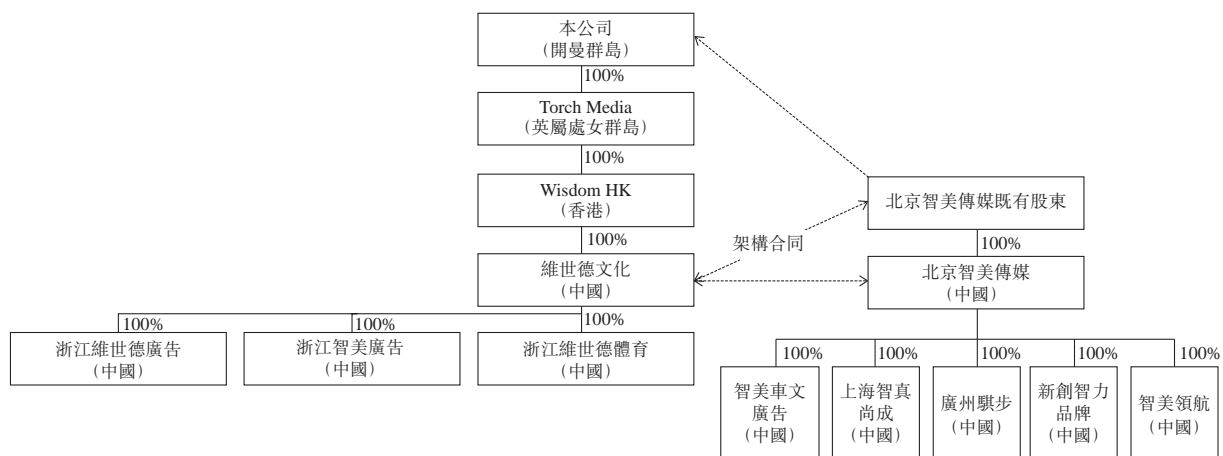 本公司
(開曼群島)
100%
Torch Media
(英屬處女群島)
100%
Wisdom HK
(香港)
100%
維世德文化
(中國)
100%
浙江維世德廣告
(中國)
100%
浙江智美廣告
(中國)
100%
浙江維世德體育
(中國)
架構合同
北京智美傳媒既有股東
100%
北京智美傳媒
(中國)
100%
智美車文
廣告
(中國)
100%
上海智真
尚成
(中國)
100%
廣州騏步
(中國)
100%
新創智力
品牌
(中國)
100%
智美領航
(中國)